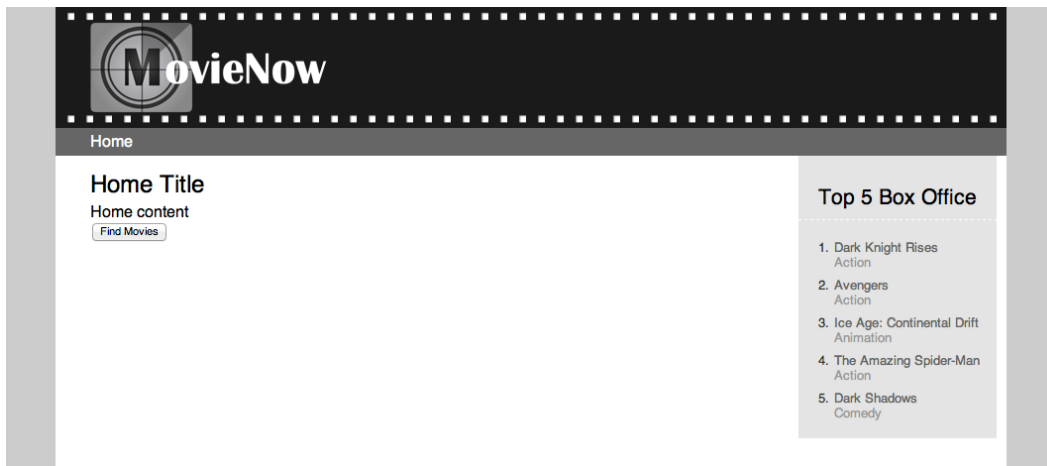 MovieNow
Home
Home Title
Home content
Find Movies
Top 5 Box Office
1. Dark Knight Rises
Action
2. Avengers
Action
3. Ice Age: Continental Drift
Animation
4. The Amazing Spider-Man
Action
5. Dark Shadows
Comedy